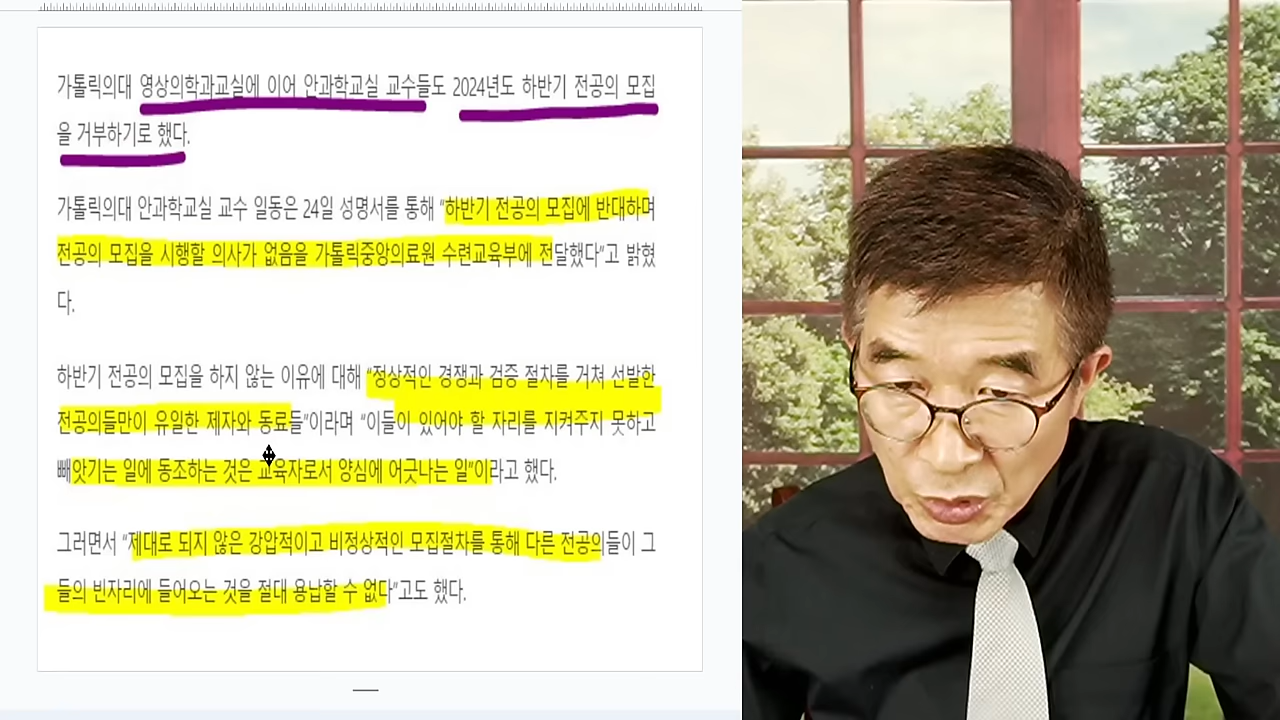 가톨릭의대 영상의학과교실에 이어 안과학교실 교수들도 2024년도 하반기 전공의 모집
을 거부하기로 했다.
가톨릭의대 안과학교실 교수 일동은 24일 성명서를 통해 “하반기 전공의 모집에 반대하며
전공의 모집을 시행할 의사가 없음을 가톨릭중앙의료원 수련교육부에 전달했다”고 밝혔
다.
하반기 전공의 모집을 하지 않는 이유에 대해 “정상적인 경쟁과 검증 절차를 거쳐 선발한
전공의들만이 유일한 제자와 동료들”이라며 “이들이 있어야 할 자리를 지켜주지 못하고
빼앗기는 일에 동조하는 것은 교육자로서 양심에 어긋나는 일”이라고 했다.
그러면서 “제대로 되지 않은 강압적이고 비정상적인 모집절차를 통해 다른 전공의들이 그
들의 빈자리에 들어오는 것을 절대 용납할 수 없다”고도 했다.